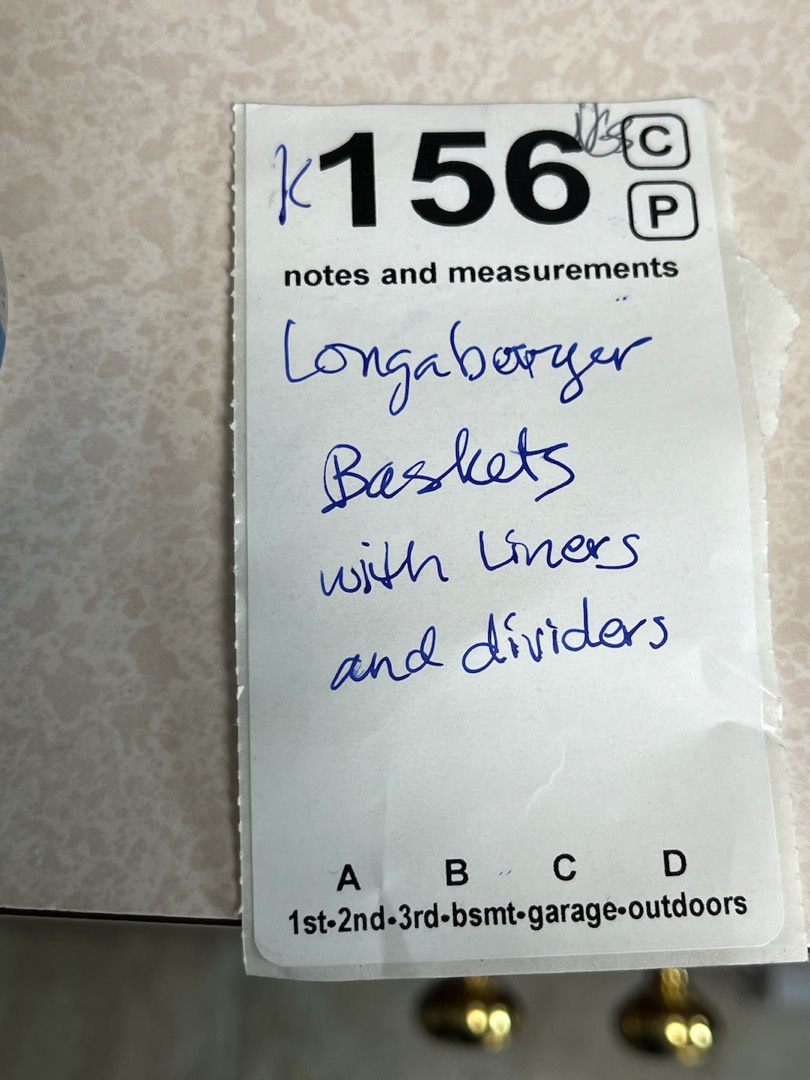 K156 C
P
notes and measurements
Longaberger
Baskets
with Liners
and dividers
A B C D
1st•2nd•3rd•bsmt•garage•outdoors